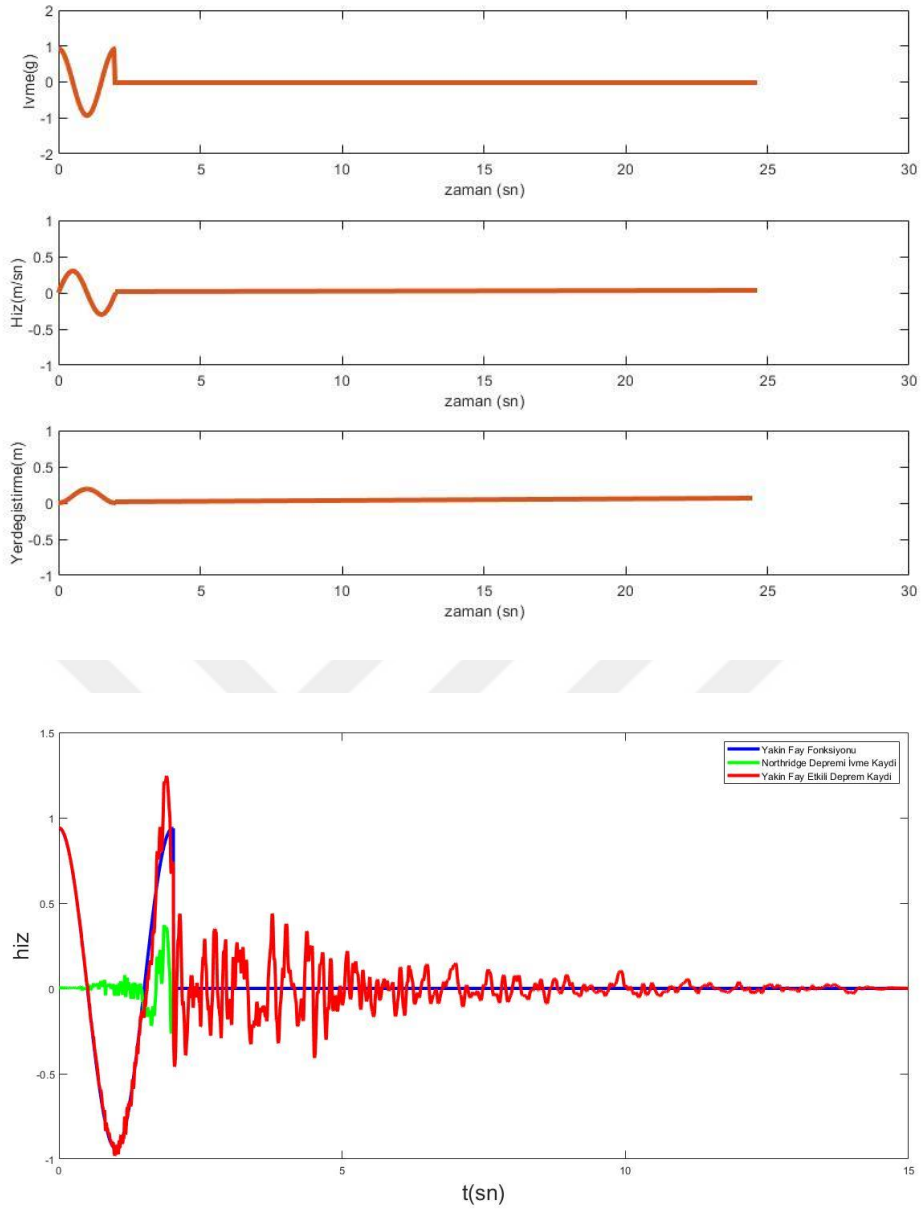 2
1
0
-1
-2
Ivme(g)
0 5 10 15 20 25 30
zaman (sn)
1
0.5
0
-0.5
-1
Hiz(m/sn)
0 5 10 15 20 25 30
zaman (sn)
1
0.5
0
-0.5
-1
Yerdegistirme(m)
0 5 10 15 20 25 30
zaman (sn)
1.5
1
0.5
0
-0.5
-1
hiz
Yakin Fay Fonksiyonu
Northridge Depremi İvme Kaydi
Yakin Fay Etkili Deprem Kaydi
0 5 10 15
t(sn)